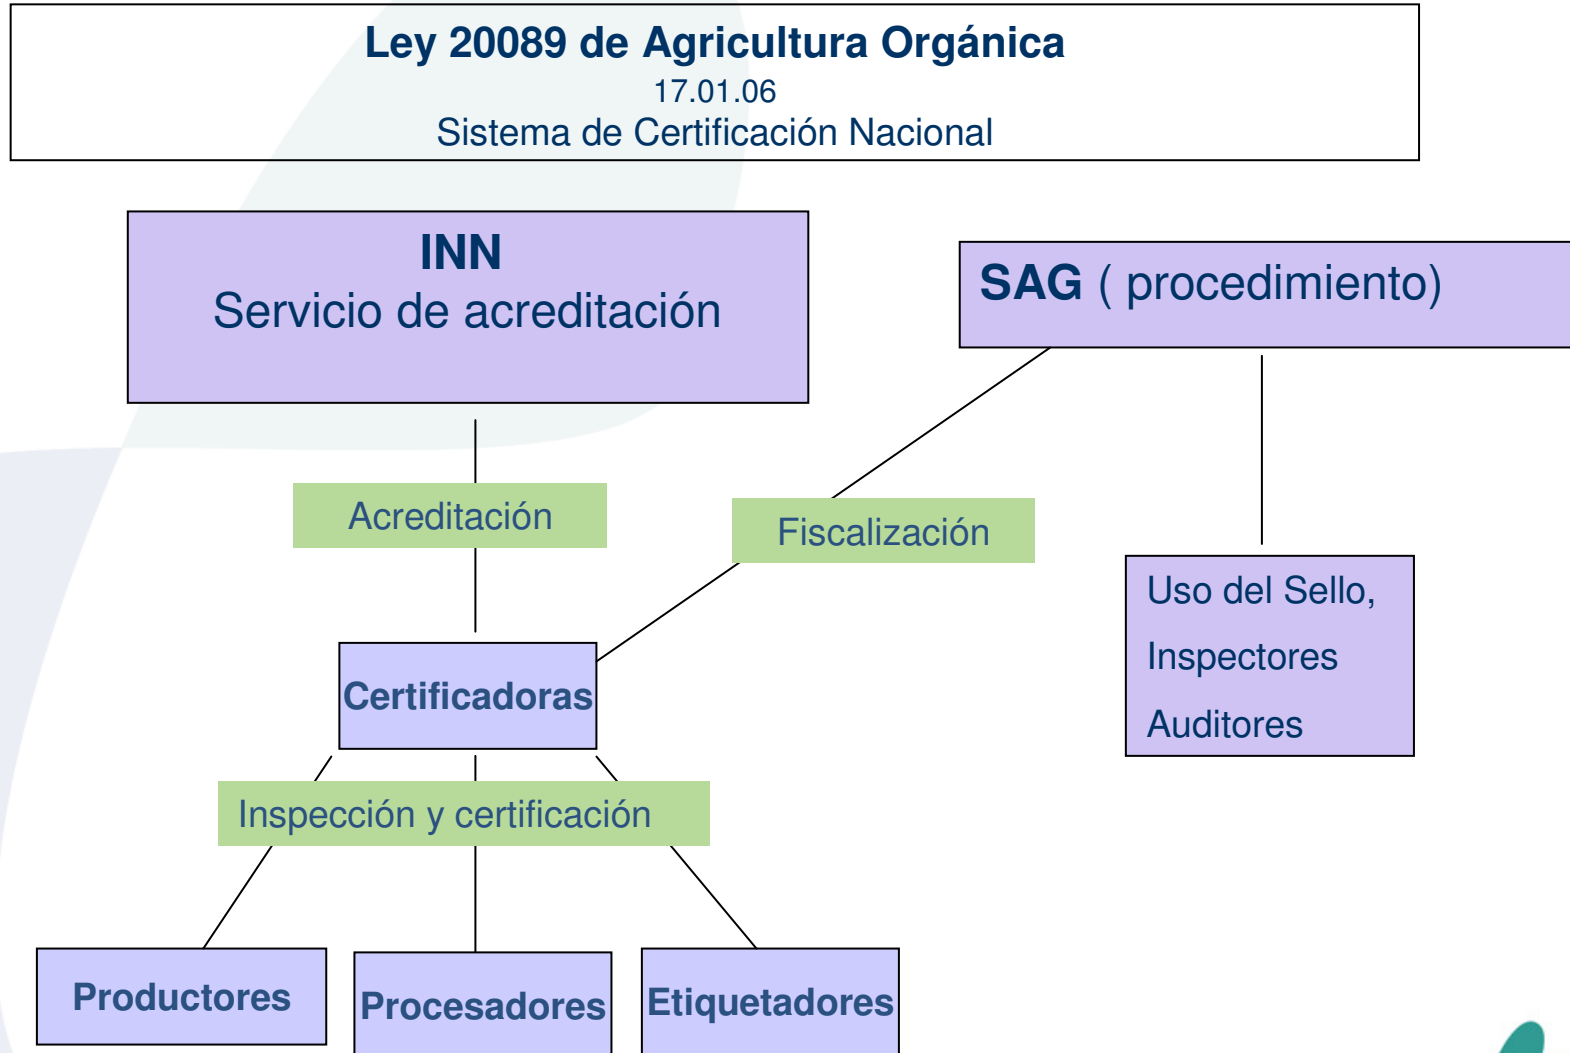 Ley 20089 de Agricultura Orgánica
17.01.06
Sistema de Certificación Nacional
INN
Servicio de acreditación
SAG ( procedimiento)
Acreditación
Fiscalización
Uso del Sello,
Inspectores
Auditores
Certificadoras
Inspección y certificación
Productores
Procesadores
Etiquetadores